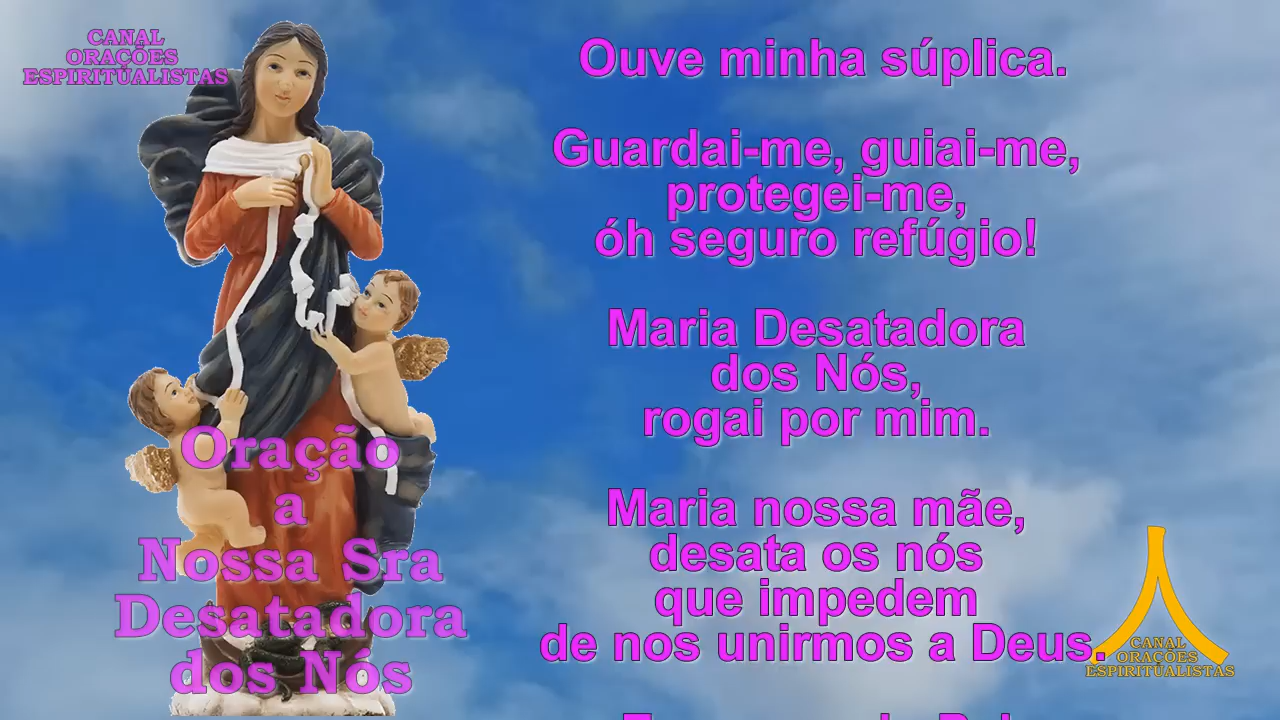 CANAL
ORAÇÕES
ESPIRITUALISTAS
Ouve minha súplica.
Guardai-me, guiai-me,
protegei-me,
óh seguro refúgio!
Maria Desatadora
dos Nós,
rogai por mim.
Maria nossa mãe,
desata os nós
que impedem
de nos unirmos a Deus.
Oração
a
Nossa Sra
Desatadora
dos Nós
CANAL
ORAÇÕES
ESPIRITUALISTAS